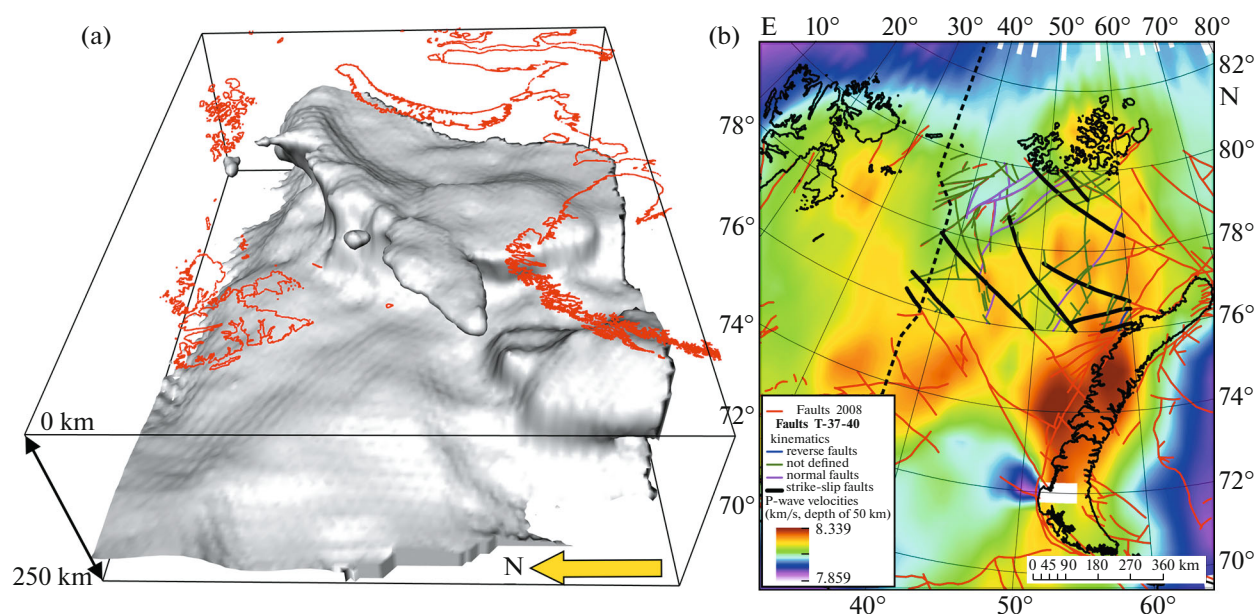 (a)
0 km
250 km
N
(b)
E 10° 20° 30° 40° 50° 60° 70° 80°
82°
N
78°
80°
76°
78°
74°
76°
72°
74°
70°
72°
70°
Faults 2008
Faults T-37-40
kinematics
reverse faults
not defined
normal faults
strike-slip faults
P-wave velocities
(km/s, depth of 50 km)
8.339
7.859
0 45 90 180 270 360 km
40° 50° 60°